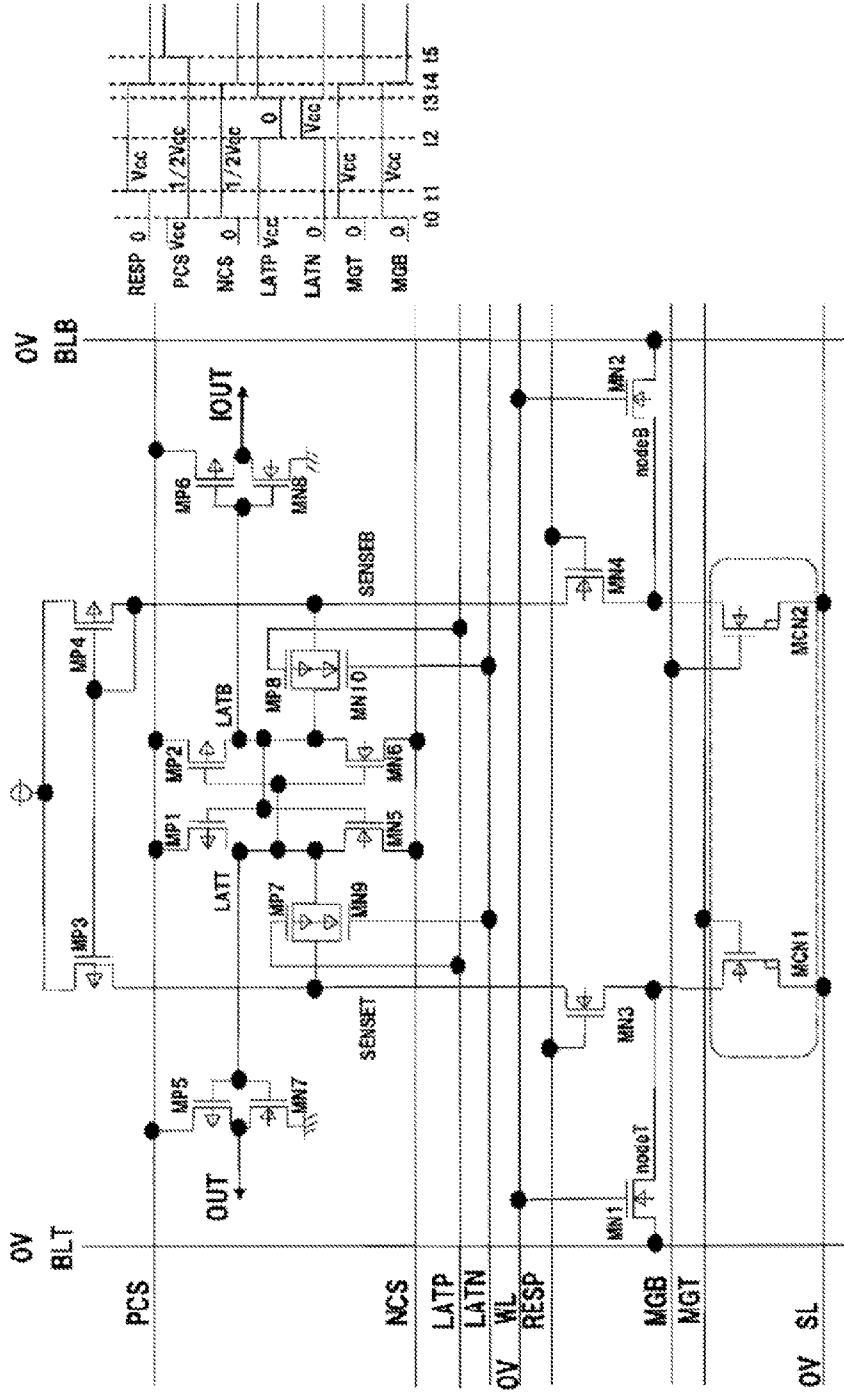 0V
BLT
0V
BLB
PCS
MP3
MP4
MP5
MN7
OUT
MP1
MP2
MP6
MN8
IOUT
LATT
LATB
MP7
MN9
MN5
MN6
MP8
MN10
SENSET
SENSEB
NCS
LATP
LATN
0V WL
RESP
MN3
MN4
MN1
nodeT
nodeB
MN2
MGB
MGT
MCN1
MCN2
0V SL
RESP 0 Vcc
PCS Vcc 1/2Vcc
NCS 0 1/2Vcc
LATP Vcc 0
LATN 0 Vcc
MGT 0 Vcc
MGB 0 Vcc
t0 t1 t2 t3 t4 t5